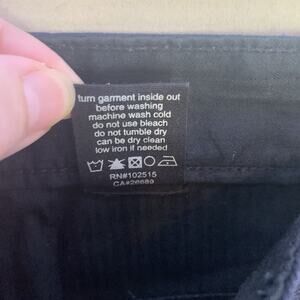 turn garment inside out
before washing
machine wash cold
do not use bleach
do not tumble dry
can be dry clean
low iron if needed
RN#102515
CA#26689